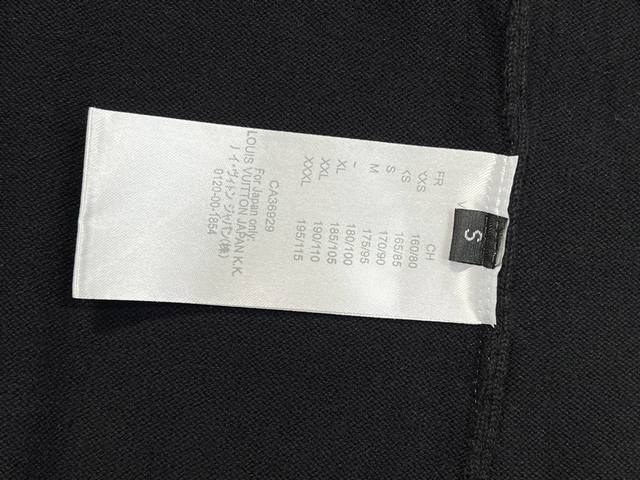 S
FR CH
XXS 160/80
XS 165/85
S 170/90
M 175/95
180/100
XL 185/105
XXL 190/110
XXXL 195/115
CA36929
For Japan only:
LOUIS VUITTON JAPAN K.K.
ルイ・ヴィトン ジャパン(株)
0120-00-1854